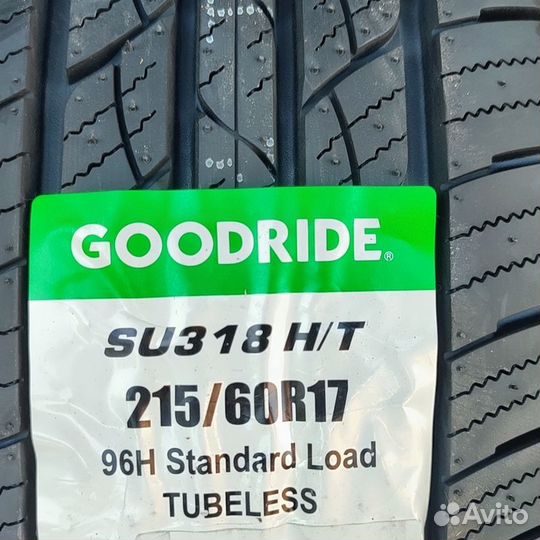 GOODRIDE®
SU318 H/T
215/60R17
96H Standard Load
TUBELESS
Avito